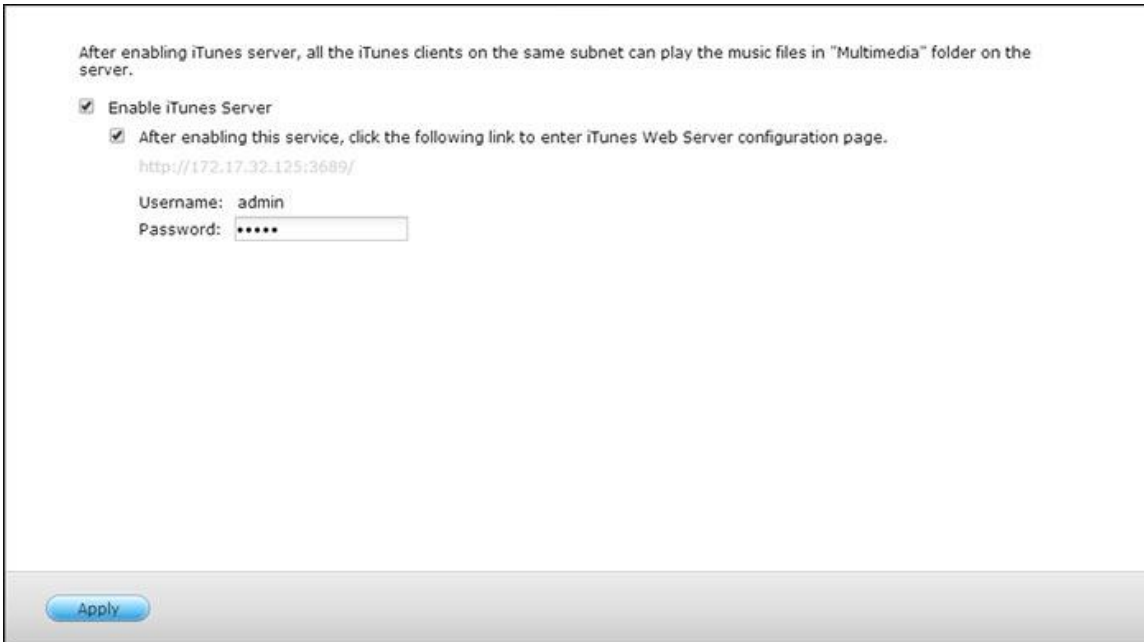 After enabling iTunes server, all the iTunes clients on the same subnet can play the music files in "Multimedia" folder on the
server.
Enable iTunes Server
After enabling this service, click the following link to enter iTunes Web Server configuration page.
http://172.17.32.125:3689/
Username: admin
Password: •••••
Apply